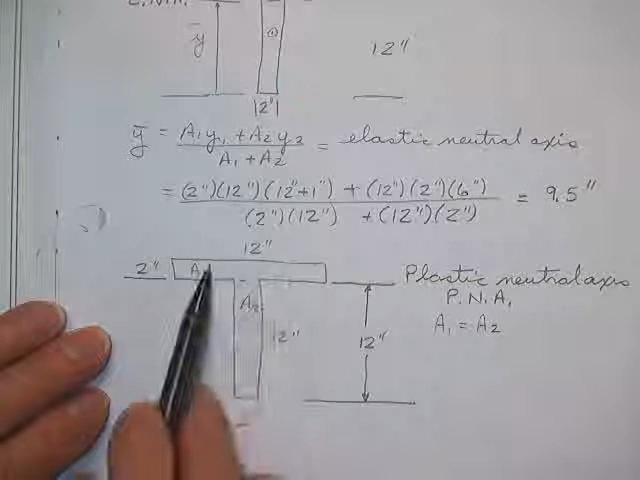 E.N.A.
ȳ
①
12"
|2"|
ȳ = A₁y₁ + A₂y₂ / A₁ + A₂ = elastic neutral axis
= (2")(12")(12"+1") + (12")(2")(6") / (2")(12") + (12")(2") = 9.5"
12"
2" A₁
Plastic neutral axis
P.N.A,
A₂
A₁ = A₂
12" 12"